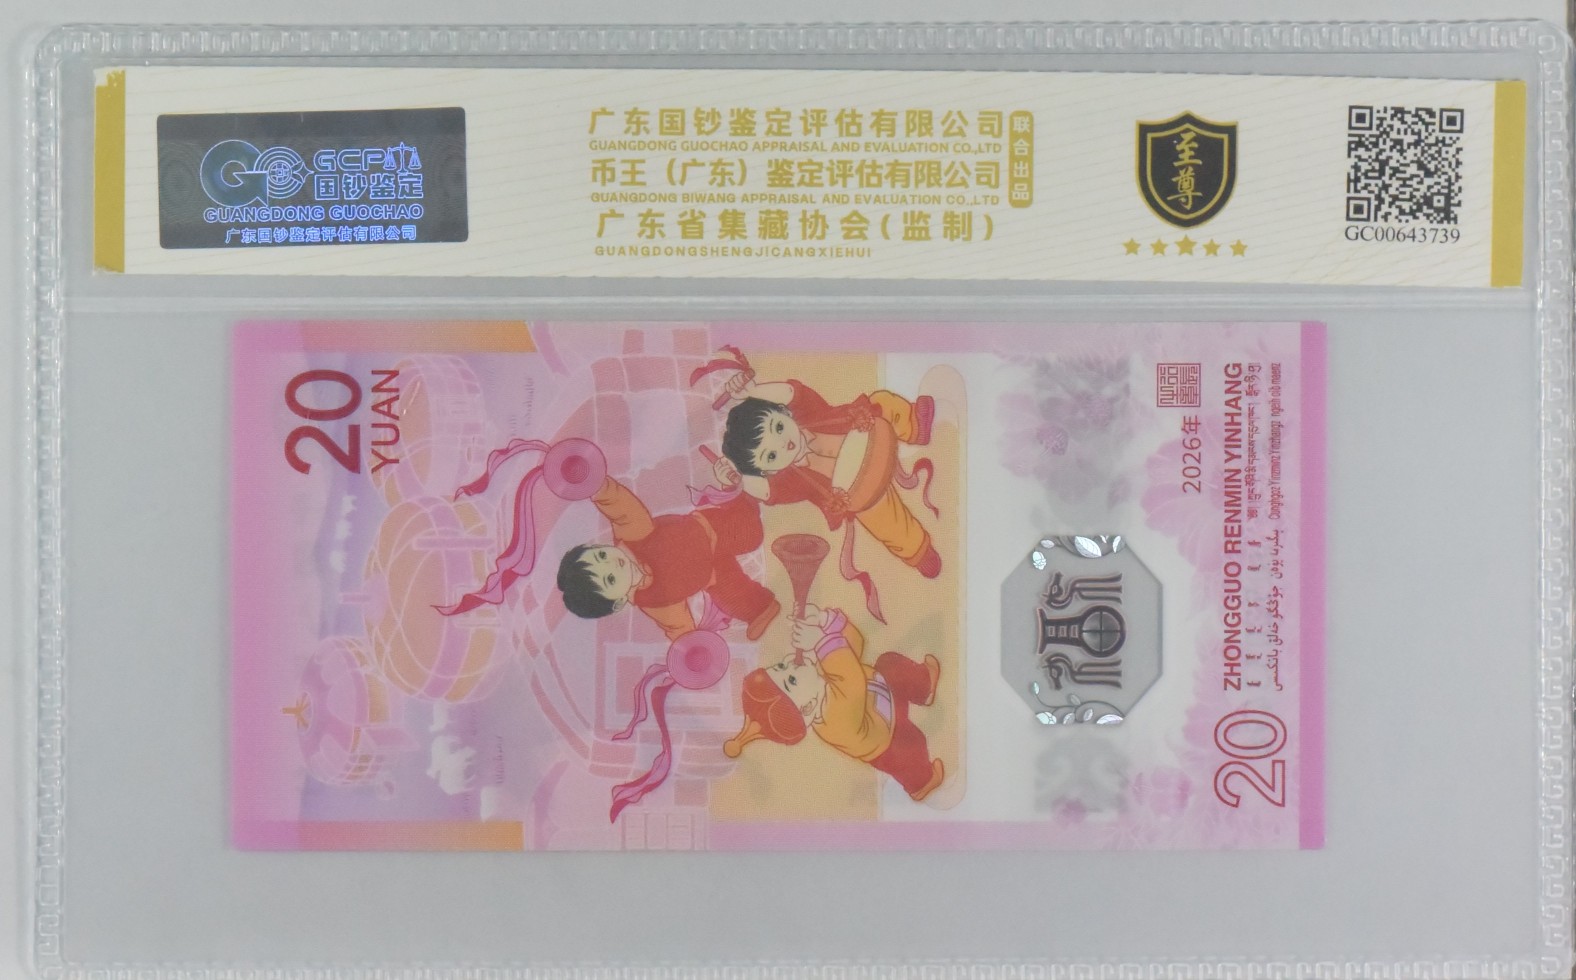 GCP
国钞鉴定
GUANGDONG GUOCHAO
广东国钞鉴定评估有限公司
广东国钞鉴定评估有限公司
GUANGDONG GUOCHAO APPRAISAL AND EVALUATION CO.,LTD
币王（广东）鉴定评估有限公司
GUANGDONG BIWANG APPRAISAL AND EVALUATION CO.,LTD
广东省集藏协会(监制)
GUANGDONGSHENGJICANGXIEHUI
联合出品
至尊
GC00643739
20
YUAN
2026年
ZHONGGUO RENMIN YINHANG
Cunghgoz Yinzminz Yinzhangz
20